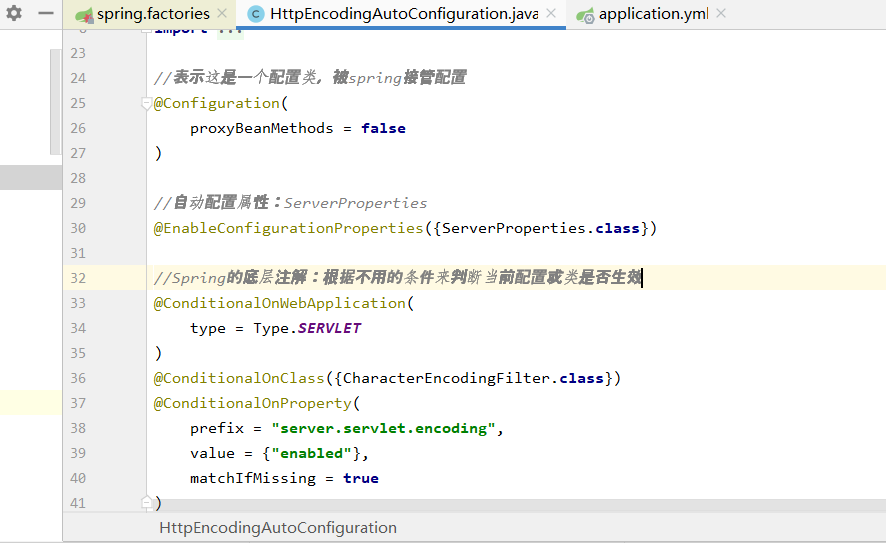 spring.factories HttpEncodingAutoConfiguration.java application.yml
import ...
23
24 //表示这是一个配置类，被spring接管配置
25 @Configuration(
26 proxyBeanMethods = false
27 )
28
29 //自动配置属性：ServerProperties
30 @EnableConfigurationProperties({ServerProperties.class})
31
32 //Spring的底层注解：根据不用的条件来判断当前配置或类是否生效
33 @ConditionalOnWebApplication(
34 type = Type.SERVLET
35 )
36 @ConditionalOnClass({CharacterEncodingFilter.class})
37 @ConditionalOnProperty(
38 prefix = "server.servlet.encoding",
39 value = {"enabled"},
40 matchIfMissing = true
41 )
HttpEncodingAutoConfiguration